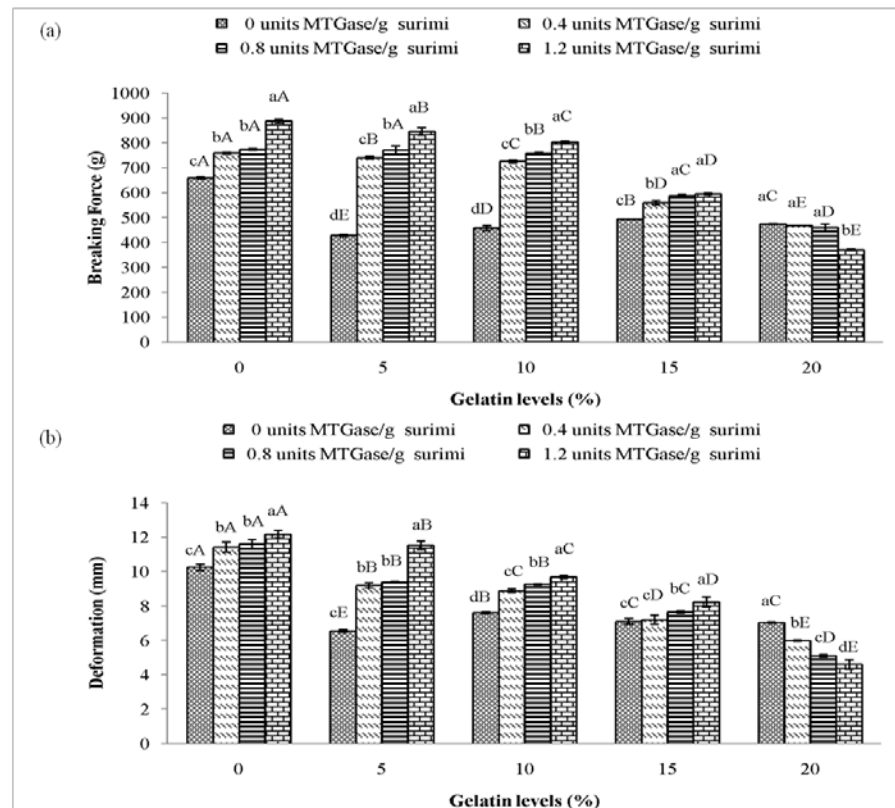 (a)
0 units MTGase/g surimi 0.4 units MTGase/g surimi
0.8 units MTGase/g surimi 1.2 units MTGase/g surimi
Breaking Force (g)
1000
900
800
700
600
500
400
300
200
100
0
cA bA bA aA dE cB bA aB dD cC bB aC cB bD aC aD aC aE aD bE
0 5 10 15 20
Gelatin levels (%)
(b)
0 units MTGase/g surimi 0.4 units MTGase/g surimi
0.8 units MTGase/g surimi 1.2 units MTGase/g surimi
Deformation (mm)
14
12
10
8
6
4
2
0
cA bA bA aA cE bB bB aB dB cC bB aC cC cD bC aD aC bE cD dE
0 5 10 15 20
Gelatin levels (%)